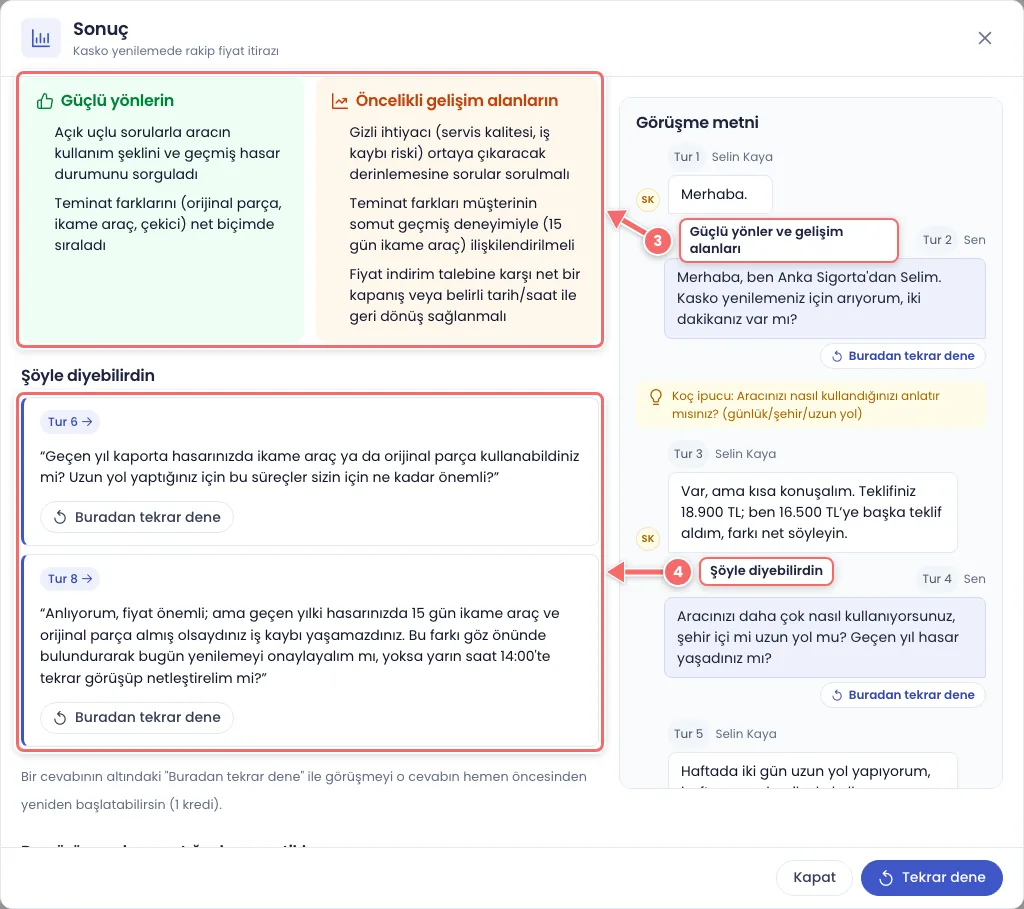 Sonuç
Kasko yenilemede rakip fiyat itirazı
Güçlü yönlerin
Açık uçlu sorularla aracın
kullanım şeklini ve geçmiş hasar
durumunu sorguladı
Teminat farklarını (orijinal parça,
ikame araç, çekici) net biçimde
sıraladı
Öncelikli gelişim alanların
Gizli ihtiyacı (servis kalitesi, iş
kaybı riski) ortaya çıkaracak
derinlemesine sorular sorulmalı
Teminat farkları müşterinin
somut geçmiş deneyimiyle (15
gün ikame araç) ilişkilendirilmeli
Fiyat indirim talebine karşı net bir
kapanış veya belirli tarih/saat ile
geri dönüş sağlanmalı
Şöyle diyebilirdin
Tur 6 →
“Geçen yıl kaporta hasarınızda ikame araç ya da orijinal parça kullanabildiniz
mi? Uzun yol yaptığınız için bu süreçler sizin için ne kadar önemli?”
Buradan tekrar dene
Tur 8 →
“Anlıyorum, fiyat önemli; ama geçen yılki hasarınızda 15 gün ikame araç ve
orijinal parça almış olsaydınız iş kaybı yaşamazdınız. Bu farkı göz önünde
bulundurarak bugün yenilemeyi onaylayalım mı, yoksa yarın saat 14:00'te
tekrar görüşüp netleştirelim mi?”
Buradan tekrar dene
Bir cevabının altındaki "Buradan tekrar dene" ile görüşmeyi o cevabın hemen öncesinden
yeniden başlatabilirsin (1 kredi).
Görüşme metni
Tur 1 Selin Kaya
SK
Merhaba.
3
Güçlü yönler ve gelişim
alanları
Tur 2 Sen
Merhaba, ben Anka Sigorta'dan Selim.
Kasko yenilemeniz için arıyorum, iki
dakikanız var mı?
Buradan tekrar dene
Koç ipucu: Aracınızı nasıl kullandığınızı anlatır
mısınız? (günlük/şehir/uzun yol)
Tur 3 Selin Kaya
Var, ama kısa konuşalım. Teklifiniz
18.900 TL; ben 16.500 TL’ye başka teklif
aldım, farkı net söyleyin.
SK
4
Şöyle diyebilirdin
Tur 4 Sen
Aracınızı daha çok nasıl kullanıyorsunuz,
şehir içi mi uzun yol mu? Geçen yıl hasar
yaşadınız mı?
Buradan tekrar dene
Tur 5 Selin Kaya
Haftada iki gün uzun yol yapıyorum,
Kapat
Tekrar dene